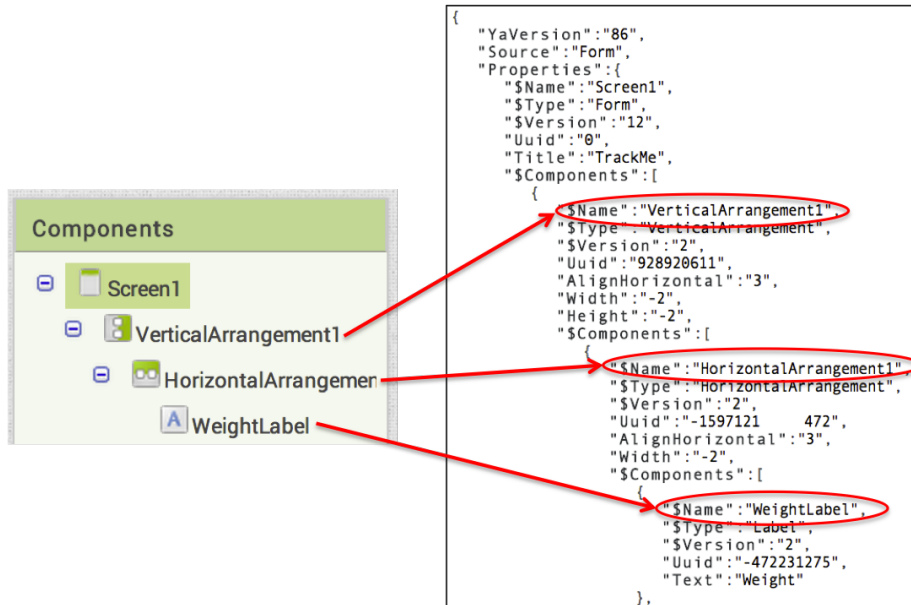 Components
Screen1
VerticalArrangement1
HorizontalArrangemen
WeightLabel
{
"YaVersion":"86",
"Source":"Form",
"Properties":{
"$Name":"Screen1",
"$Type":"Form",
"$Version":"12",
"Uuid":"0",
"Title":"TrackMe",
"$Components":[
{
"$Name":"VerticalArrangement1",
"$Type":"VerticalArrangement",
"$Version":"2",
"Uuid":"928920611",
"AlignHorizontal":"3",
"Width":"-2",
"Height":"-2",
"$Components":[
{
"$Name":"HorizontalArrangement1",
"$Type":"HorizontalArrangement",
"$Version":"2",
"Uuid":"-1597121 472",
"AlignHorizontal":"3",
"Width":"-2",
"$Components":[
{
"$Name":"WeightLabel",
"$Type":"Label",
"$Version":"2",
"Uuid":"-472231275",
"Text":"Weight"
},